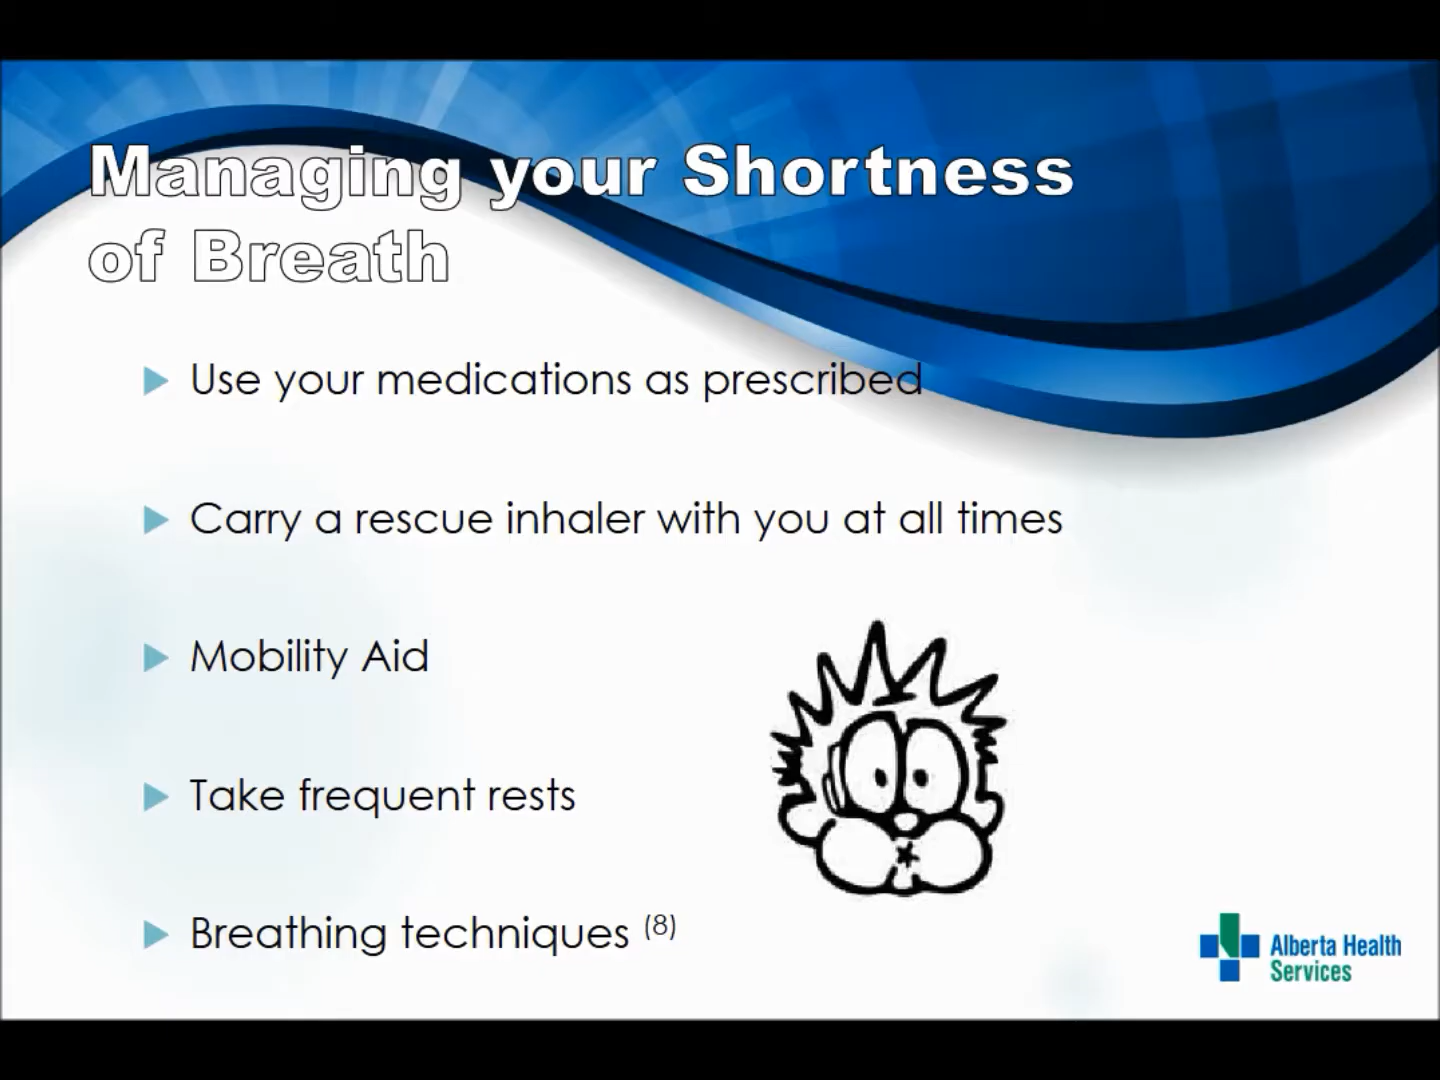 Managing your Shortness
of Breath
Use your medications as prescribed
Carry a rescue inhaler with you at all times
Mobility Aid
Take frequent rests
Breathing techniques (8)
Alberta Health
Services